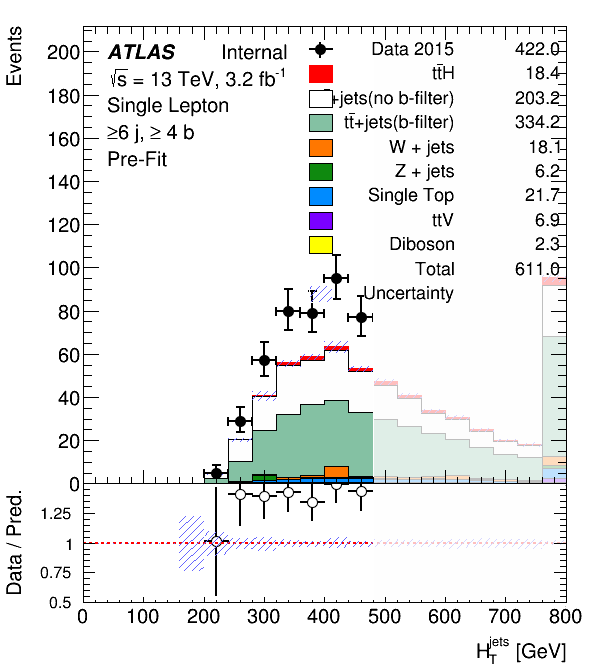 Events
ATLAS Internal
√s = 13 TeV, 3.2 fb⁻¹
Single Lepton
≥6 j, ≥ 4 b
Pre-Fit
Data 2015 422.0
tt̄H 18.4
+jets(no b-filter) 203.2
tt̄+jets(b-filter) 334.2
W + jets 18.1
Z + jets 6.2
Single Top 21.7
ttV 6.9
Diboson 2.3
Total 611.0
Uncertainty
200
180
160
140
120
100
80
60
40
20
0
Data / Pred.
1.25
1
0.75
0.5
0 100 200 300 400 500 600 700 800
H_T^jets [GeV]